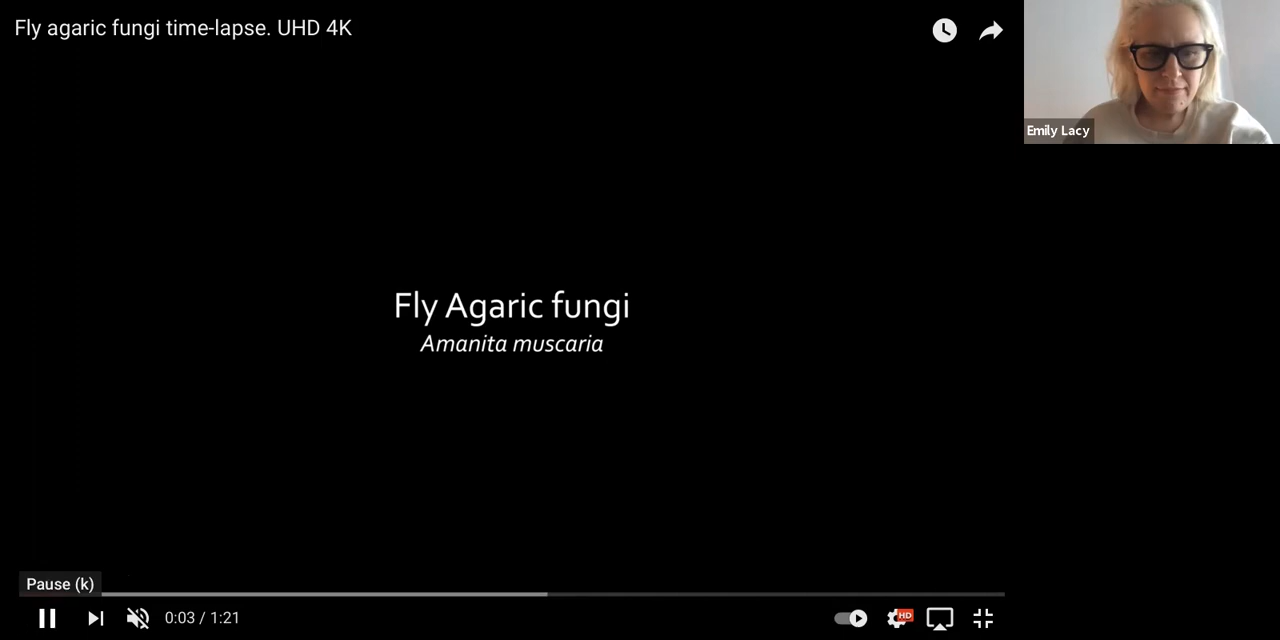 Fly agaric fungi time-lapse. UHD 4K
Emily Lacy
Fly Agaric fungi
Amanita muscaria
Pause (k)
0:03 / 1:21
HD